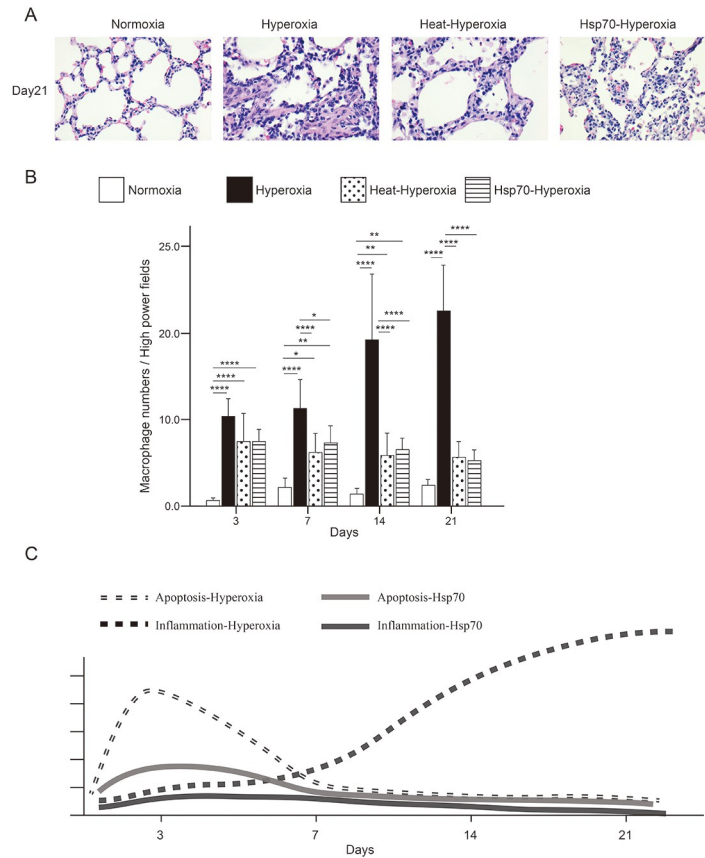 A
Normoxia
Hyperoxia
Heat-Hyperoxia
Hsp70-Hyperoxia
Day21
B
Normoxia
Hyperoxia
Heat-Hyperoxia
Hsp70-Hyperoxia
Macrophage numbers / High power fields
25.0
20.0
10.0
0.0
****
****
****
*
****
**
*
****
**
**
****
****
****
****
****
****
3
7
14
21
Days
C
Apoptosis-Hyperoxia
Apoptosis-Hsp70
Inflammation-Hyperoxia
Inflammation-Hsp70
3
7
14
21
Days